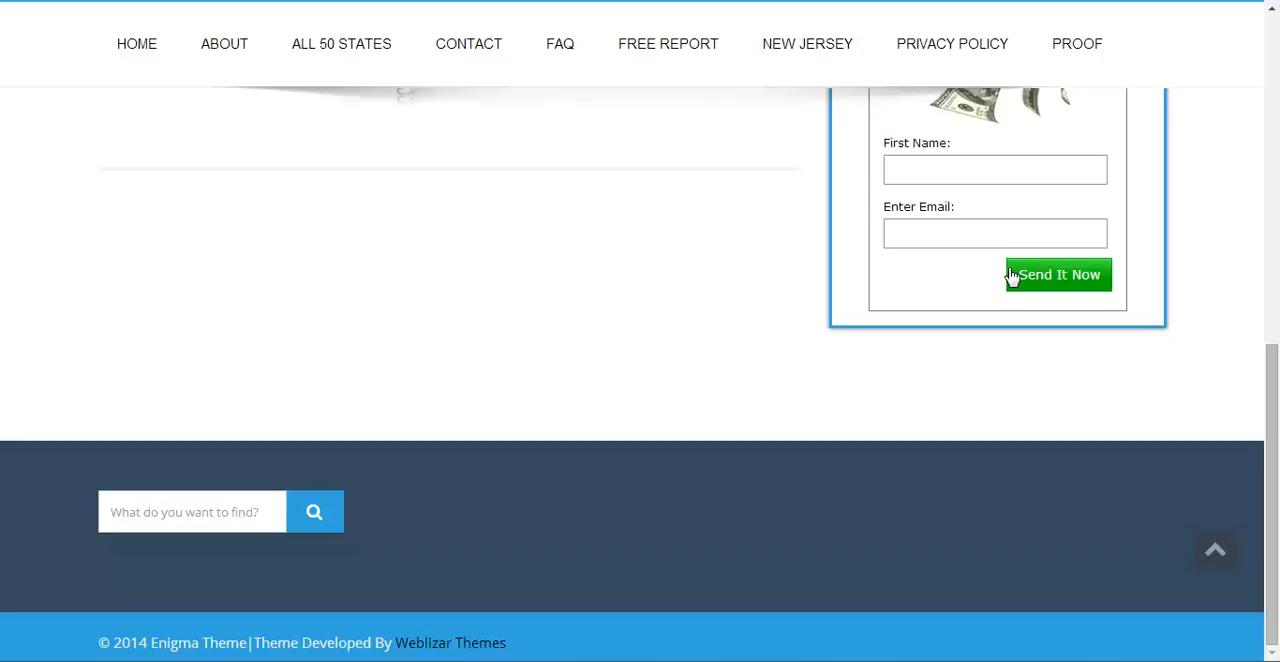 HOME ABOUT ALL 50 STATES CONTACT FAQ FREE REPORT NEW JERSEY PRIVACY POLICY PROOF
First Name:
Enter Email:
Send It Now
What do you want to find?
© 2014 Enigma Theme|Theme Developed By Weblizar Themes